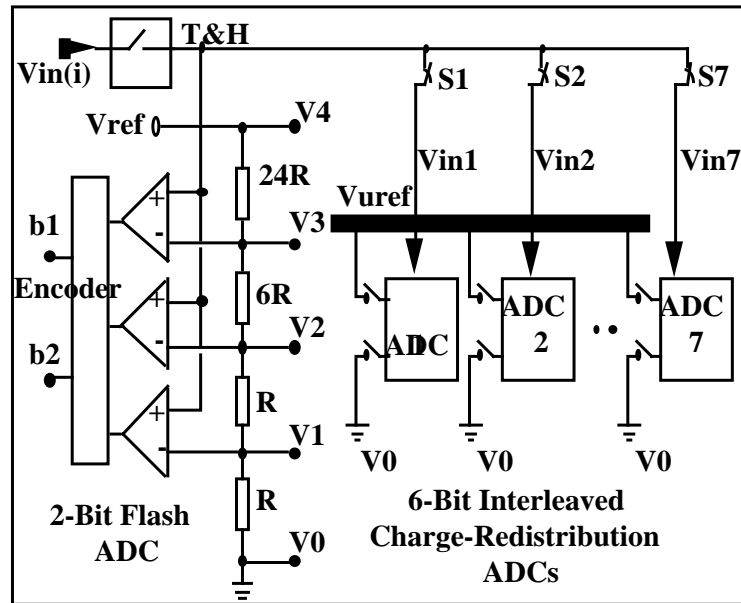 T&H
Vin(i)
S1
S2
S7
Vref
V4
Vin1
Vin2
Vin7
24R
Vuref
b1
+
-
V3
Encoder
6R
ADC
1
ADC
2
ADC
7
+
-
V2
b2
R
+
-
V1
V0
V0
V0
R
2-Bit Flash
ADC
6-Bit Interleaved
Charge-Redistribution
ADCs
V0